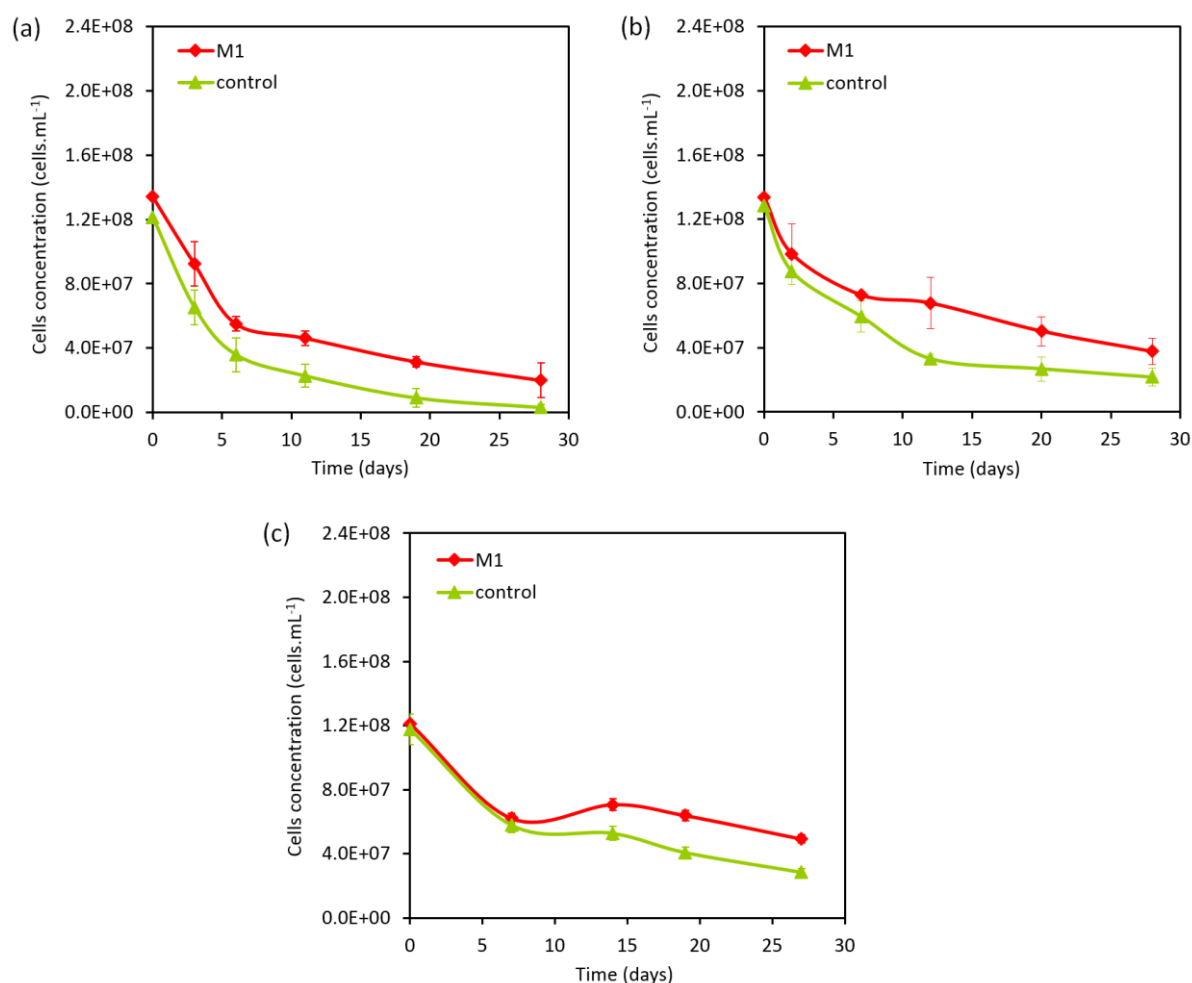 (a)
2.4E+08
2.0E+08
1.6E+08
1.2E+08
8.0E+07
4.0E+07
0.0E+00
Cells concentration (cells.mL⁻¹)
M1
control
0 5 10 15 20 25 30
Time (days)
(b)
2.4E+08
2.0E+08
1.6E+08
1.2E+08
8.0E+07
4.0E+07
0.0E+00
Cells concentration (cells.mL⁻¹)
M1
control
0 5 10 15 20 25 30
Time (days)
(c)
2.4E+08
2.0E+08
1.6E+08
1.2E+08
8.0E+07
4.0E+07
0.0E+00
Cells concentration (cells.mL⁻¹)
M1
control
0 5 10 15 20 25 30
Time (days)